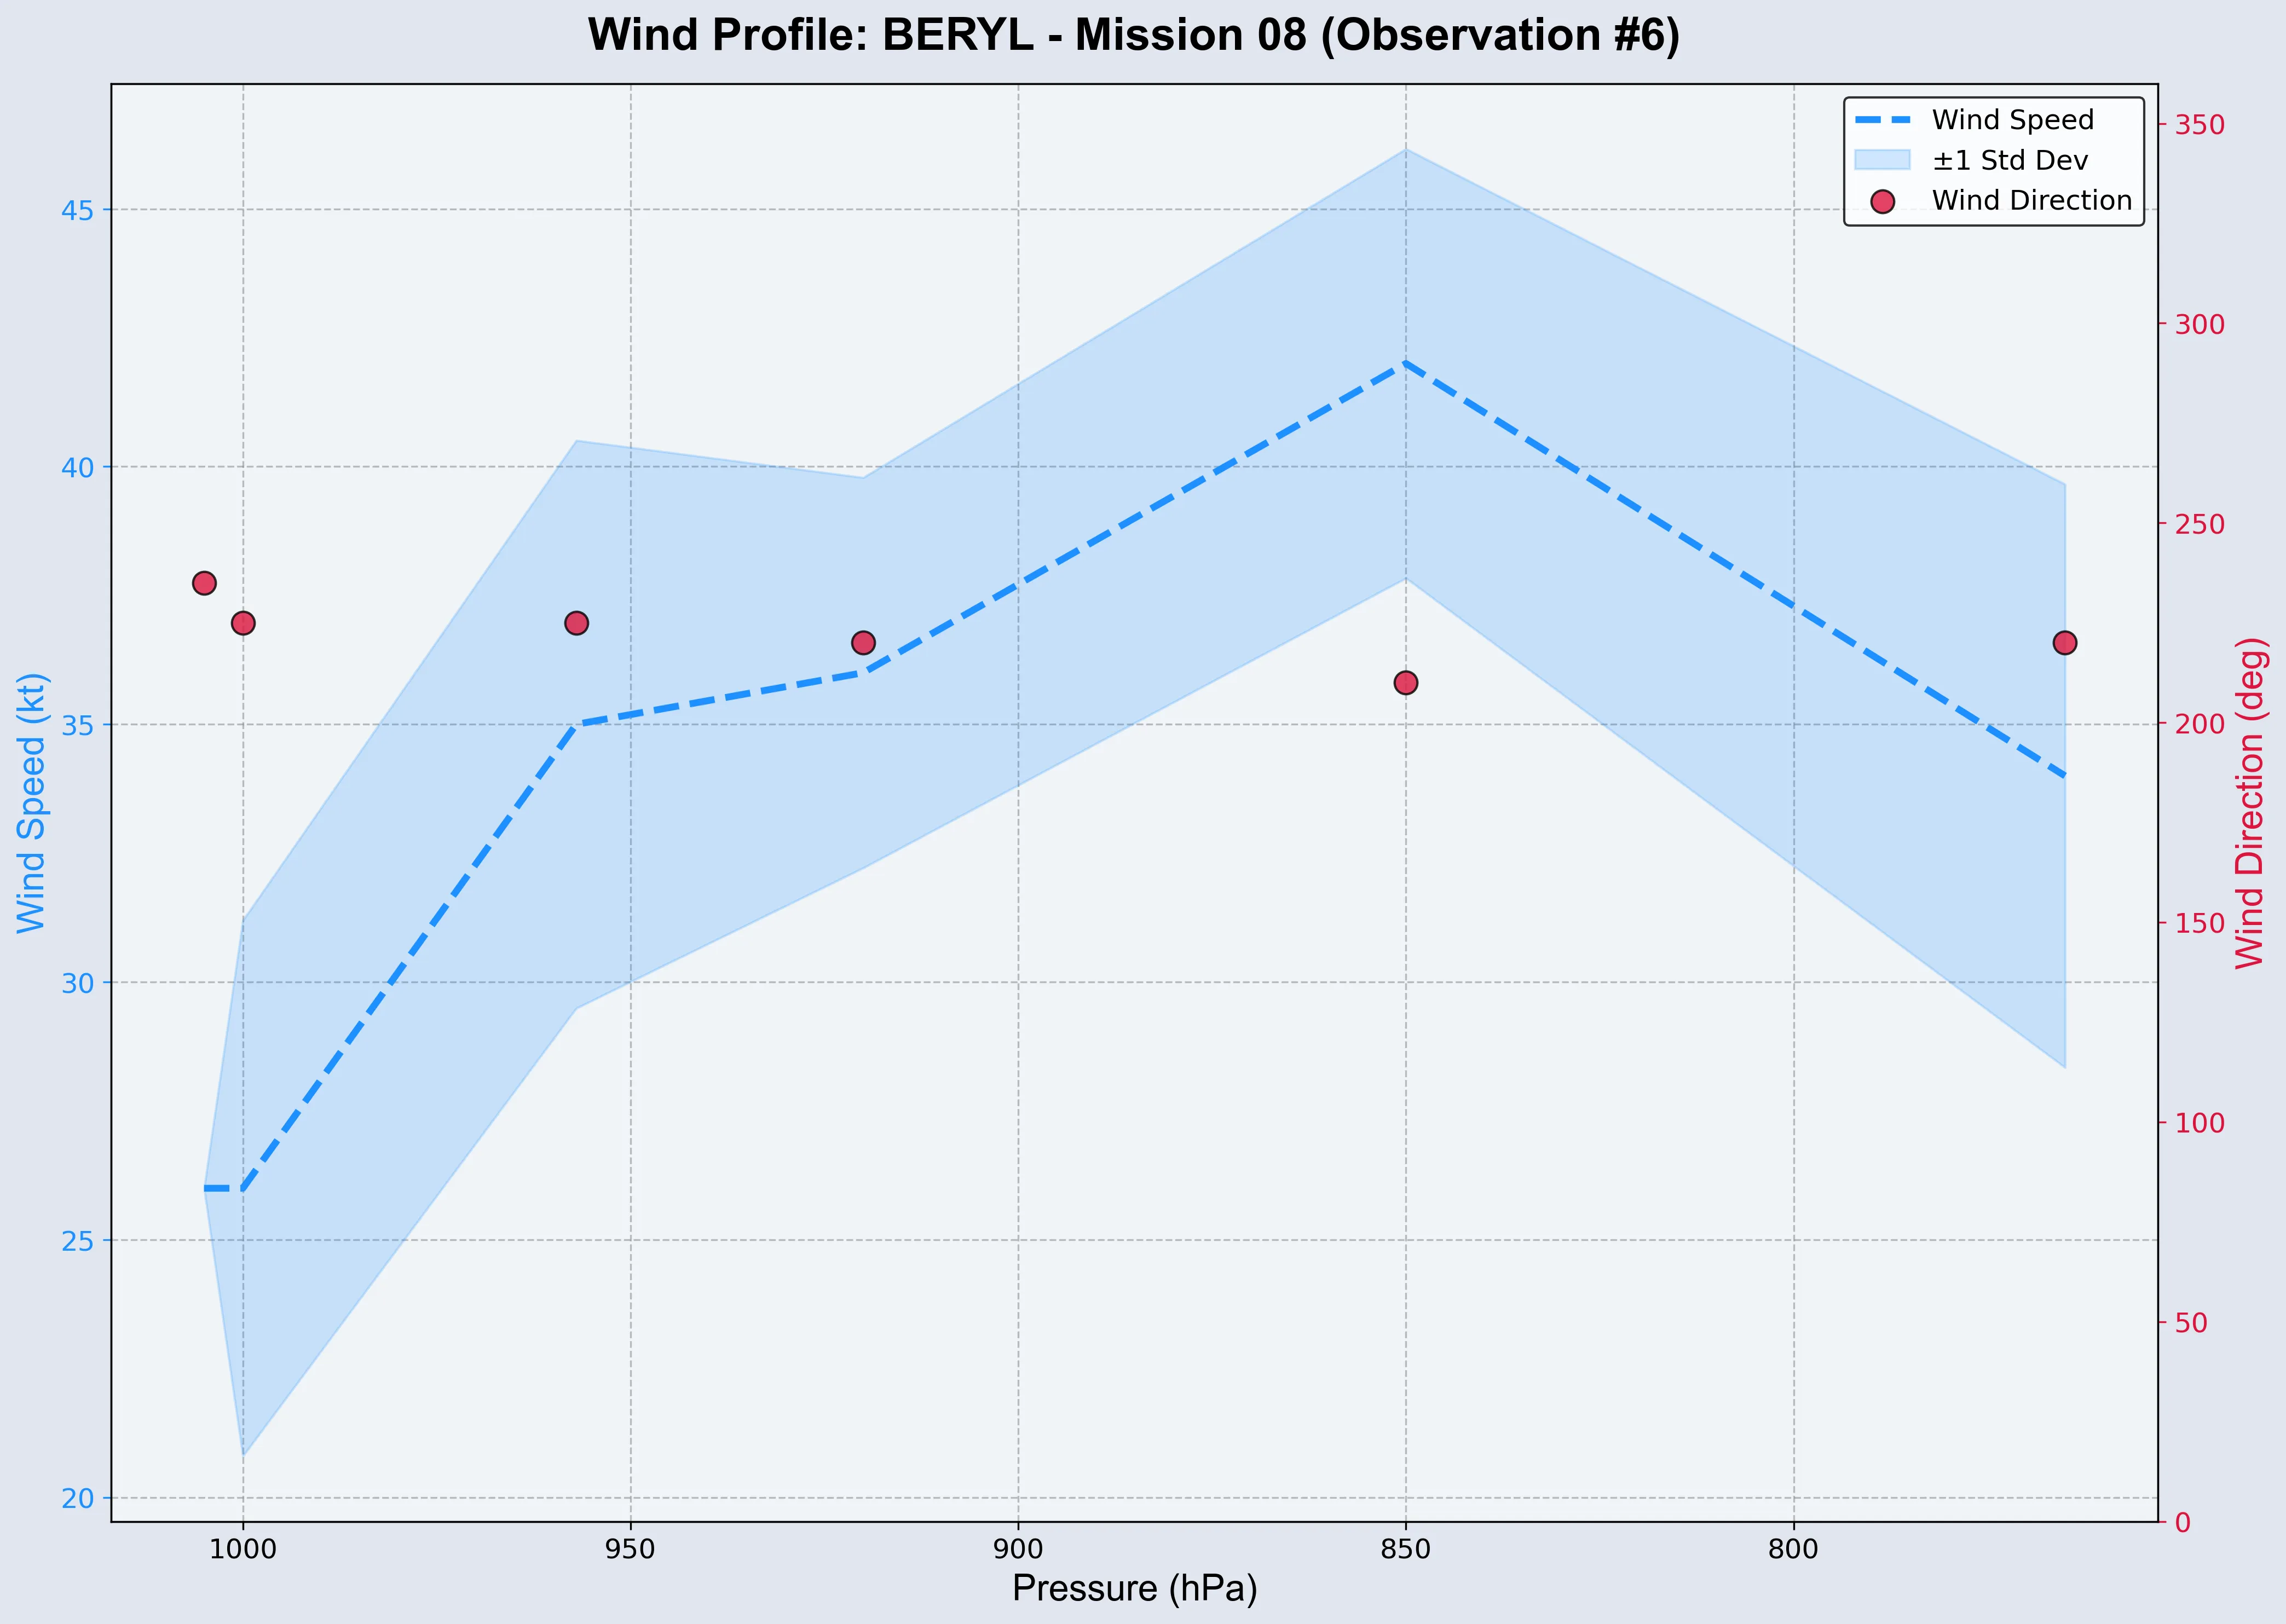 Wind Profile: BERYL - Mission 08 (Observation #6)
Wind Speed
±1 Std Dev
Wind Direction
45
40
35
30
25
20
Wind Speed (kt)
350
300
250
200
150
100
50
0
Wind Direction (deg)
1000
950
900
850
800
Pressure (hPa)